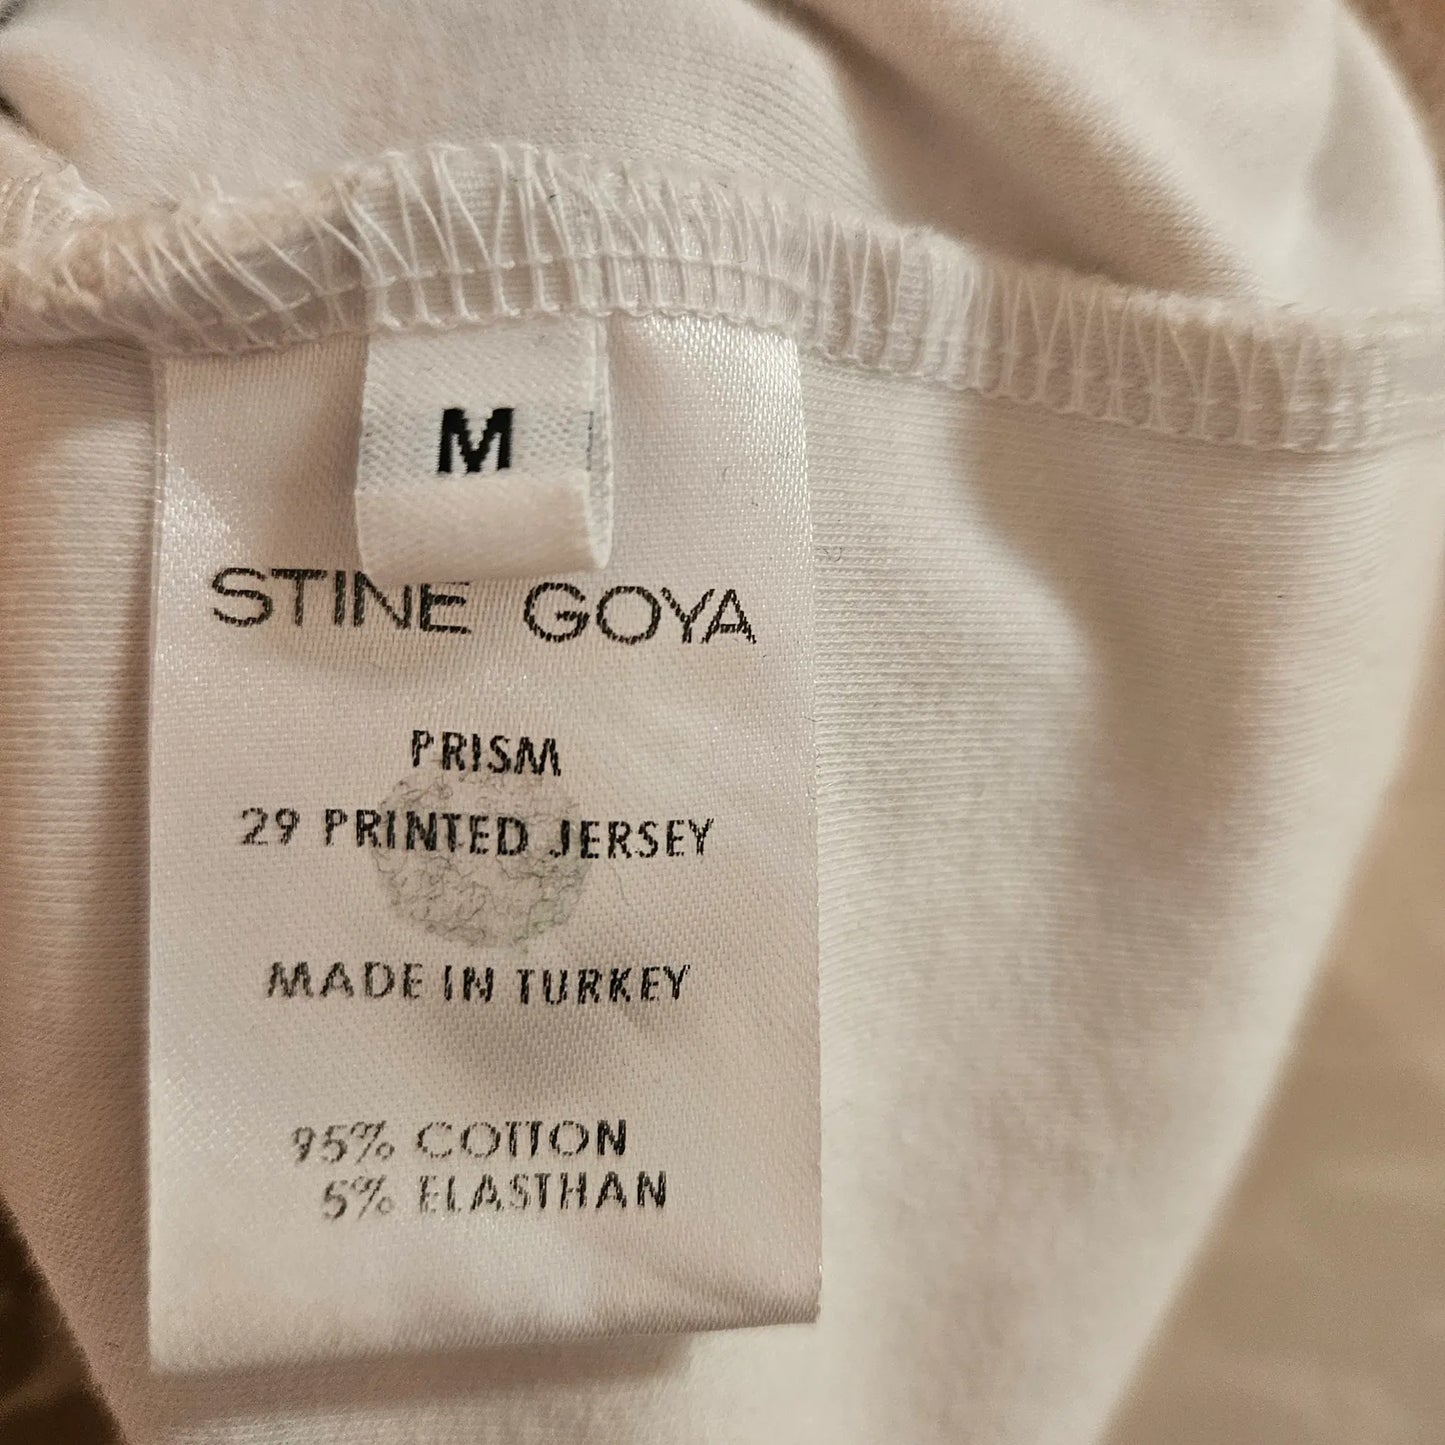 M
STINE GOYA
PRISM
29 PRINTED JERSEY
MADE IN TURKEY
95% COTTON
5% ELASTHAN